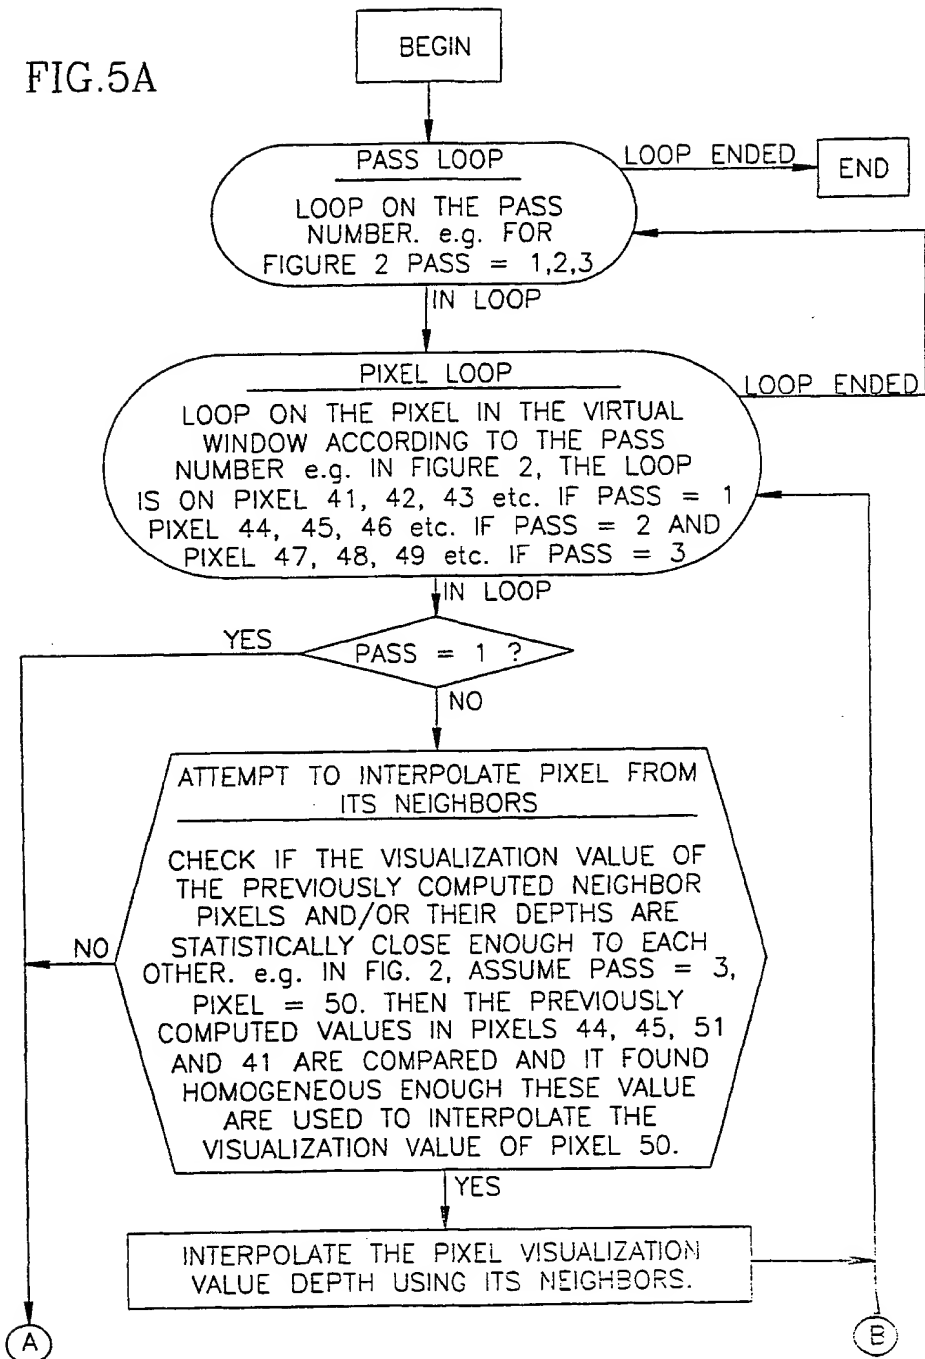 FIG.5A
BEGIN
PASS LOOP
LOOP ENDED
END
LOOP ON THE PASS
NUMBER. e.g. FOR
FIGURE 2 PASS = 1,2,3
IN LOOP
PIXEL LOOP
LOOP ENDED
LOOP ON THE PIXEL IN THE VIRTUAL
WINDOW ACCORDING TO THE PASS
NUMBER e.g. IN FIGURE 2, THE LOOP
IS ON PIXEL 41, 42, 43 etc. IF PASS = 1
PIXEL 44, 45, 46 etc. IF PASS = 2 AND
PIXEL 47, 48, 49 etc. IF PASS = 3
IN LOOP
YES
PASS = 1 ?
NO
ATTEMPT TO INTERPOLATE PIXEL FROM
ITS NEIGHBORS
CHECK IF THE VISUALIZATION VALUE OF
THE PREVIOUSLY COMPUTED NEIGHBOR
PIXELS AND/OR THEIR DEPTHS ARE
STATISTICALLY CLOSE ENOUGH TO EACH
OTHER. e.g. IN FIG. 2, ASSUME PASS = 3,
PIXEL = 50. THEN THE PREVIOUSLY
COMPUTED VALUES IN PIXELS 44, 45, 51
AND 41 ARE COMPARED AND IT FOUND
HOMOGENEOUS ENOUGH THESE VALUE
ARE USED TO INTERPOLATE THE
VISUALIZATION VALUE OF PIXEL 50.
NO
YES
INTERPOLATE THE PIXEL VISUALIZATION
VALUE DEPTH USING ITS NEIGHBORS.
A
B